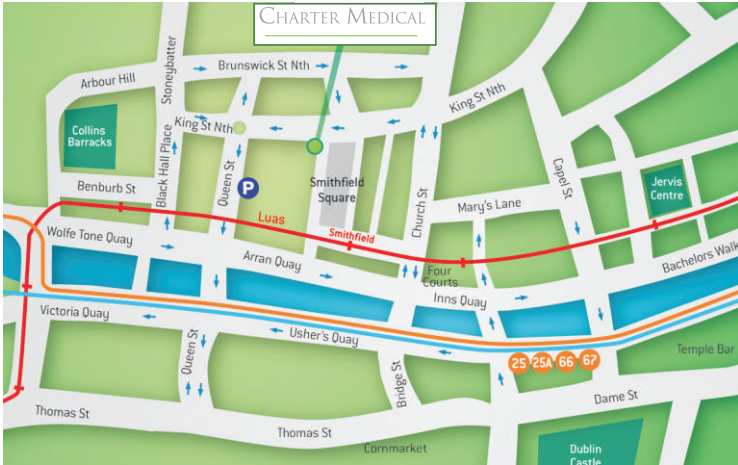 CHARTER MEDICAL
Brunswick St Nth
Stoneybatter
Arbour Hill
King St Nth
King St Nth
Collins
Barracks
Black Hall Place
Queen St
P
Smithfield
Square
Church St
Capel St
Jervis
Centre
Benburb St
Mary's Lane
Luas
Smithfield
Wolfe Tone Quay
Arran Quay
Four
Courts
Bachelors Walk
Inns Quay
Victoria Quay
Usher's Quay
Queen St
Bridge St
25
25A
66
67
Temple Bar
Dame St
Thomas St
Thomas St
Cornmarket
Dublin
Castle